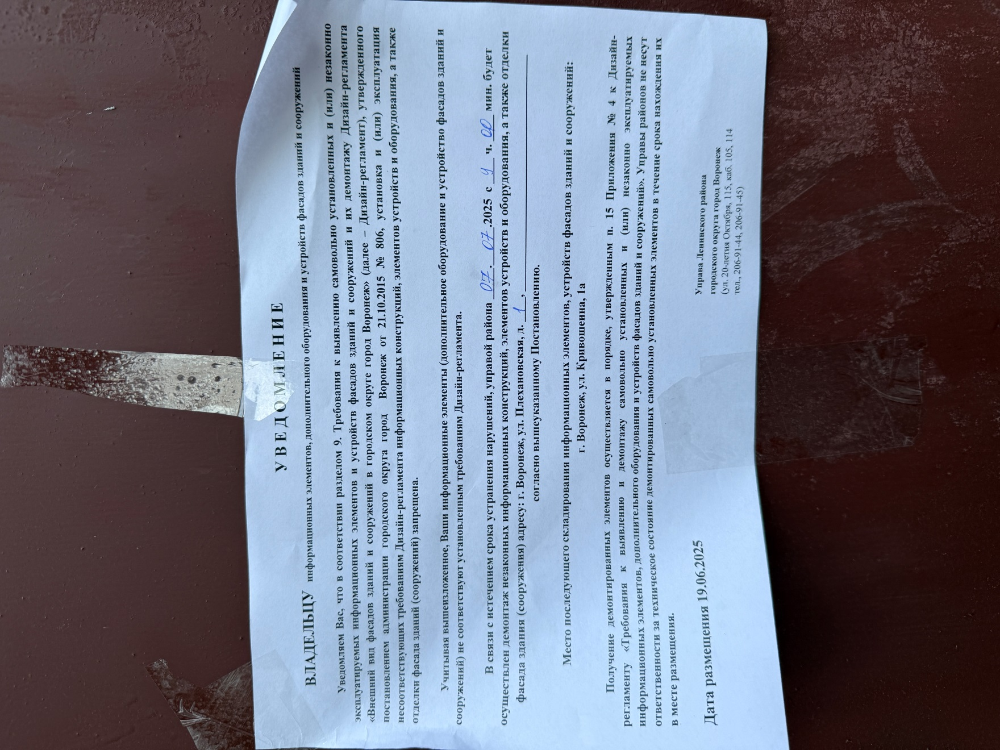 УВЕДОМЛЕНИЕ
ВЛАДЕЛЬЦУ информационных элементов, дополнительного оборудования и устройств фасадов зданий и сооружений
Уведомляем Вас, что в соответствии разделом 9. Требования к выявлению самовольно установленных и (или) незаконно
эксплуатируемых информационных элементов и устройств фасадов зданий и сооружений и их демонтажу Дизайн-регламента
«Внешний вид фасадов зданий и сооружений в городском округе город Воронеж» (далее – Дизайн-регламент), утвержденного
постановлением администрации городского округа город Воронеж от 21.10.2015 № 806, установка и (или) эксплуатация
несоответствующих требованиям Дизайн-регламента информационных конструкций, элементов устройств и оборудования, а также
отделки фасада зданий (сооружений) запрещена.
Учитывая вышеизложенное, Ваши информационные элементы (дополнительное оборудование и устройство фасадов зданий и
сооружений) не соответствуют установленным требованиям Дизайн-регламента.
В связи с истечением срока устранения нарушений, управой района 07. 07.2025 с 9 ч. 00 мин. будет
осуществлен демонтаж незаконных информационных конструкций, элементов устройств и оборудования, а также отделки
фасада здания (сооружения) адресу: г. Воронеж, ул. Плехановская, д. 1,
согласно вышеуказанному Постановлению.
Место последующего складирования информационных элементов, устройств фасадов зданий и сооружений:
г. Воронеж, ул. Кривошеина, 1а
Получение демонтированных элементов осуществляется в порядке, утвержденным п. 15 Приложения № 4 к Дизайн-
регламенту «Требования к выявлению и демонтажу самовольно установленных и (или) незаконно эксплуатируемых
информационных элементов, дополнительного оборудования и устройств фасадов зданий и сооружений». Управы районов не несут
ответственности за техническое состояние демонтированных самовольно установленных элементов в течение срока нахождения их
в месте размещения.
Дата размещения 19.06.2025
Управа Ленинского района
городского округа город Воронеж
(ул. 20-летия Октября, 115, каб. 105, 114
тел., 206-91-44, 206-91-45)